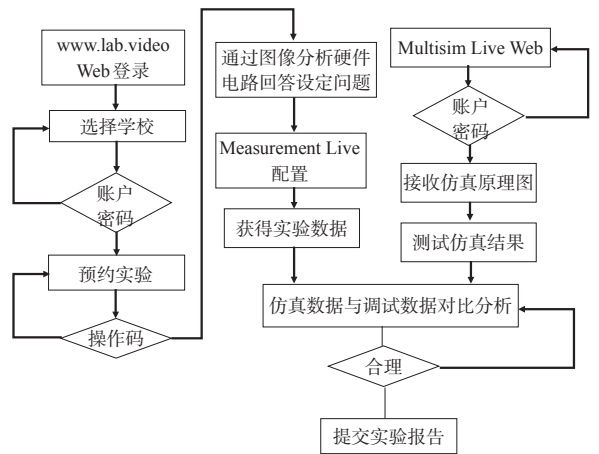 www.lab.video
Web登录
选择学校
账户
密码
预约实验
操作码
通过图像分析硬件
电路回答设定问题
Measurement Live
配置
获得实验数据
Multisim Live Web
账户
密码
接收仿真原理图
测试仿真结果
仿真数据与调试数据对比分析
合理
提交实验报告